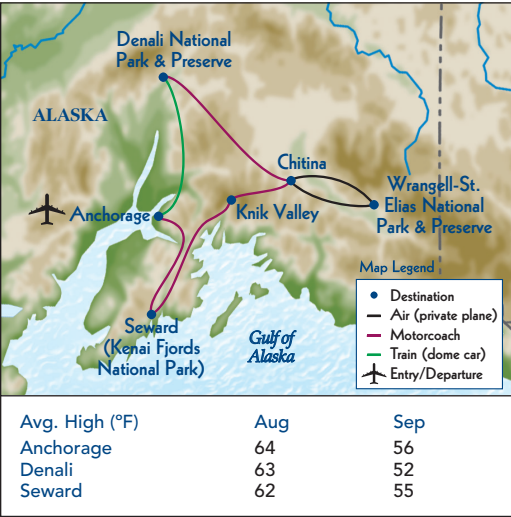 Denali National
Park & Preserve
ALASKA
Chitina
Wrangell-St.
Elias National
Park & Preserve
Anchorage
Knik Valley
Seward
(Kenai Fjords
National Park)
Gulf of
Alaska
Map Legend
Destination
Air (private plane)
Motorcoach
Train (dome car)
Entry/Departure
Avg. High (ºF) Aug Sep
Anchorage 64 56
Denali 63 52
Seward 62 55